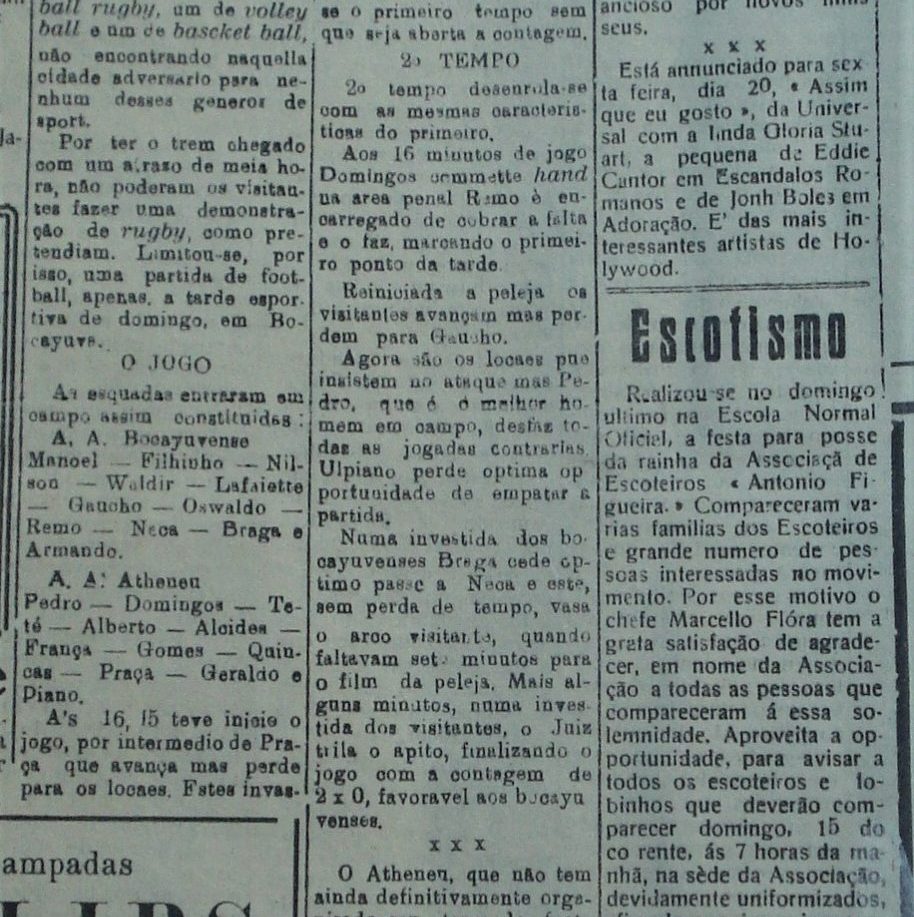 ball rugby, um de volley
ball e um de bascket ball,
não encontrando naquella
cidade adversario para ne-
nhum desses generor de
sport.
Por ter o trem chegado
com um atraso de meia ho
ra, não poderam os visitan-
tes fazer uma demonstra-
ção de rugby, como pre-
tendiam. Limitou-se, por
isso, uma partida de foot-
ball, apenas, a tarde espor-
tiva de domingo, em Bo-
cayuva.
O JOGO
As esquadas entraram em
campo assim constituidas:
A. A. Bocayuvense
Manoel — Filhinho — Nil-
son — Waldir — Lafaiette
— Gaucho — Oswaldo —
Remo — Neca — Braga e
Armando.
A. A. Atheneu
Pedro — Domingos — Te-
té — Alberto — Alcides —
França — Gomes — Quin-
cas — Praça — Geraldo e
Piano.
A's 16,15 teve injcio o
jogo, por intermedio de Pra-
ça que avança mas perde
para os locaes. Estes invas-
ampadas
se o primeiro tempo sem
que seja aberta a contagem.
2º TEMPO
2º tempo desenrola-se
com as mesmas caracteris-
ticas do primeiro.
Aos 16 minutos de jogo
Domingos commette hand
na area penal Remo è en-
carregado de cobrar a falta
e o faz, marcando o primei-
ro ponto da tarde.
Reiniciada a peleja os
visitantes avançam mas per-
dem para Gaucho.
Agora são os locaes que
insistem no ataque mas Pe-
dro, que é o melhor ho-
mem em campo, desfaz to-
das as jogadas contrarias.
Ulpiano perde optima op
portunidade de empatar a
partida.
Numa investida dos bo-
cayuvenses Braga cede op-
timo passe a Neca e este,
sem perda de tempo, vasa
o arco visitante, quando
faltavam sete minutos para
o film da peleja. Mais al-
guns minutos, numa inves-
tida dos visitantes, o Juiz
trila o apito, finalizando o
jogo com a contagem de
2 x 0, favoravel aos bocayu
venses.
x x x
O Atheneu, que não tem
ainda definitivamente orga-
ancioso por novos
seus.
x x x
Está annunciado para sex
ta feira, dia 20, « Assim
que eu gosto », da Univer-
sal com a linda Gloria Stu-
art, a pequena de Eddie
Cantor em Escandalos Ro-
manos e de Jonh Boles em
Adoração. E' das mais in-
teressantes artistas de Ho-
lywood.
Escotismo
Realizou-se no domingo
ultimo na Escola Normal
Oficial, a festa para posse
da rainha da Associaçã de
Escoteiros « Antonio Fi-
gueira. » Compareceram va-
rias familias dos Escoteiros
e grande numero de pes-
soas interessadas no movi-
mento. Por esse motivo o
chefe Marcello Flóra tem a
grata satisfação de agrade-
cer, em nome da Associa-
ção a todas as pessoas que
compareceram á essa so-
lemnidade. Aproveita a op-
portunidade, para avisar a
todos os escoteiros e lo-
binhos que deverão com-
parecer domingo, 15 do
co rente, ás 7 horas da ma-
nhã, na sède da Associação,
devidamente uniformizados,